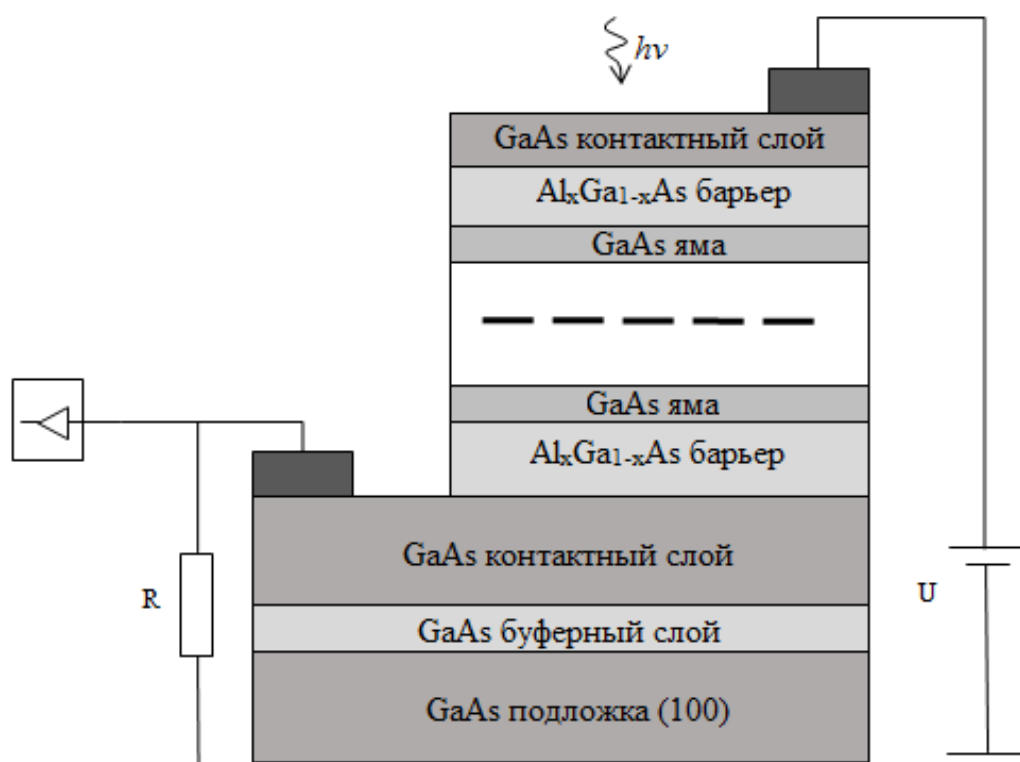 hν
GaAs контактный слой
AlxGa1-xAs барьер
GaAs яма
GaAs яма
AlxGa1-xAs барьер
GaAs контактный слой
R
U
GaAs буферный слой
GaAs подложка (100)